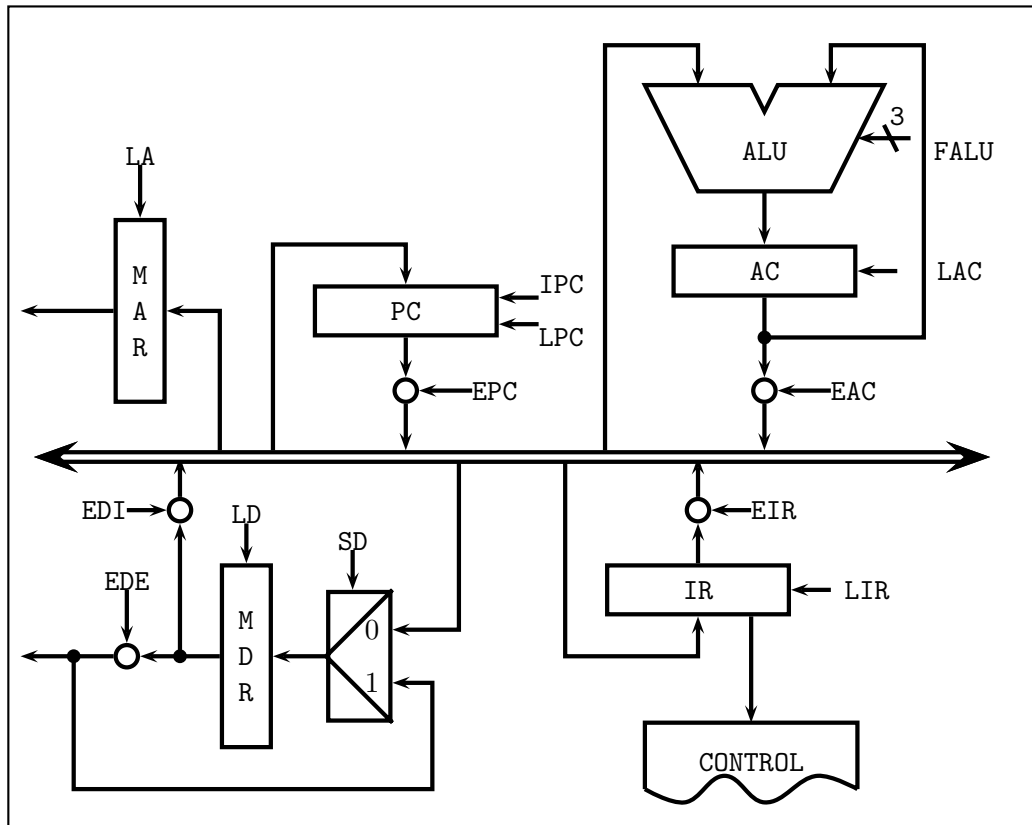 3
ALU
FALU
LA
M
A
R
AC
LAC
IPC
PC
LPC
EPC
EAC
EDI
LD
EIR
SD
EDE
IR
LIR
M
D
R
0
1
CONTROL